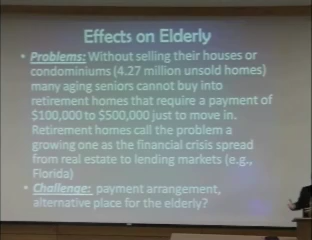 Effects on Elderly
• Problems: Without selling their houses or
condominiums (4.27 million unsold homes)
many aging seniors cannot buy into
retirement homes that require a payment of
$100,000 to $500,000 just to move in.
Retirement homes call the problem a
growing one as the financial crisis spread
from real estate to lending markets (e.g.,
Florida)
• Challenge: payment arrangement,
alternative place for the elderly?